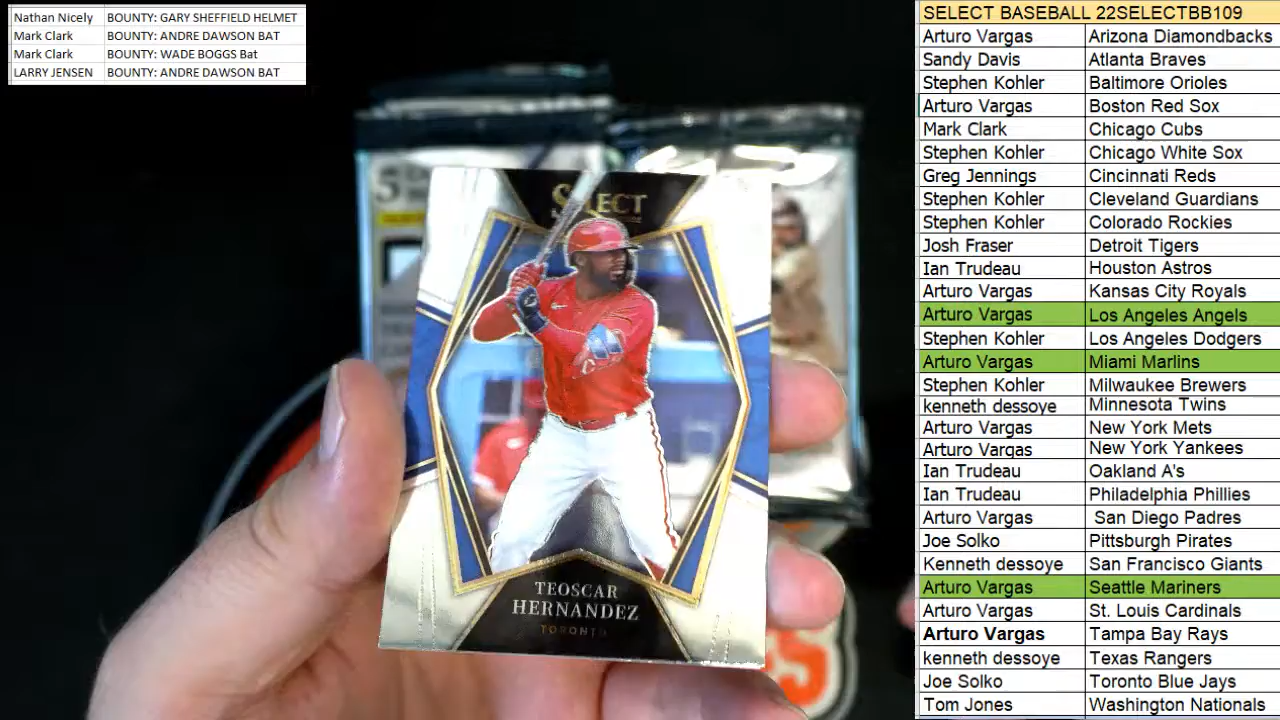 Nathan Nicely BOUNTY: GARY SHEFFIELD HELMET
Mark Clark BOUNTY: ANDRE DAWSON BAT
Mark Clark BOUNTY: WADE BOGGS Bat
LARRY JENSEN BOUNTY: ANDRE DAWSON BAT
SELECT BASEBALL 22SELECTBB109
Arturo Vargas Arizona Diamondbacks
Sandy Davis Atlanta Braves
Stephen Kohler Baltimore Orioles
Arturo Vargas Boston Red Sox
Mark Clark Chicago Cubs
Stephen Kohler Chicago White Sox
Greg Jennings Cincinnati Reds
Stephen Kohler Cleveland Guardians
Stephen Kohler Colorado Rockies
Josh Fraser Detroit Tigers
Ian Trudeau Houston Astros
Arturo Vargas Kansas City Royals
Arturo Vargas Los Angeles Angels
Stephen Kohler Los Angeles Dodgers
Arturo Vargas Miami Marlins
Stephen Kohler Milwaukee Brewers
kenneth dessoye Minnesota Twins
Arturo Vargas New York Mets
Arturo Vargas New York Yankees
Ian Trudeau Oakland A's
Ian Trudeau Philadelphia Phillies
Arturo Vargas San Diego Padres
Joe Solko Pittsburgh Pirates
Kenneth dessoye San Francisco Giants
Arturo Vargas Seattle Mariners
Arturo Vargas St. Louis Cardinals
Arturo Vargas Tampa Bay Rays
kenneth dessoye Texas Rangers
Joe Solko Toronto Blue Jays
Tom Jones Washington Nationals
5
SELECT
TEOSCAR
HERNANDEZ
TORONTO